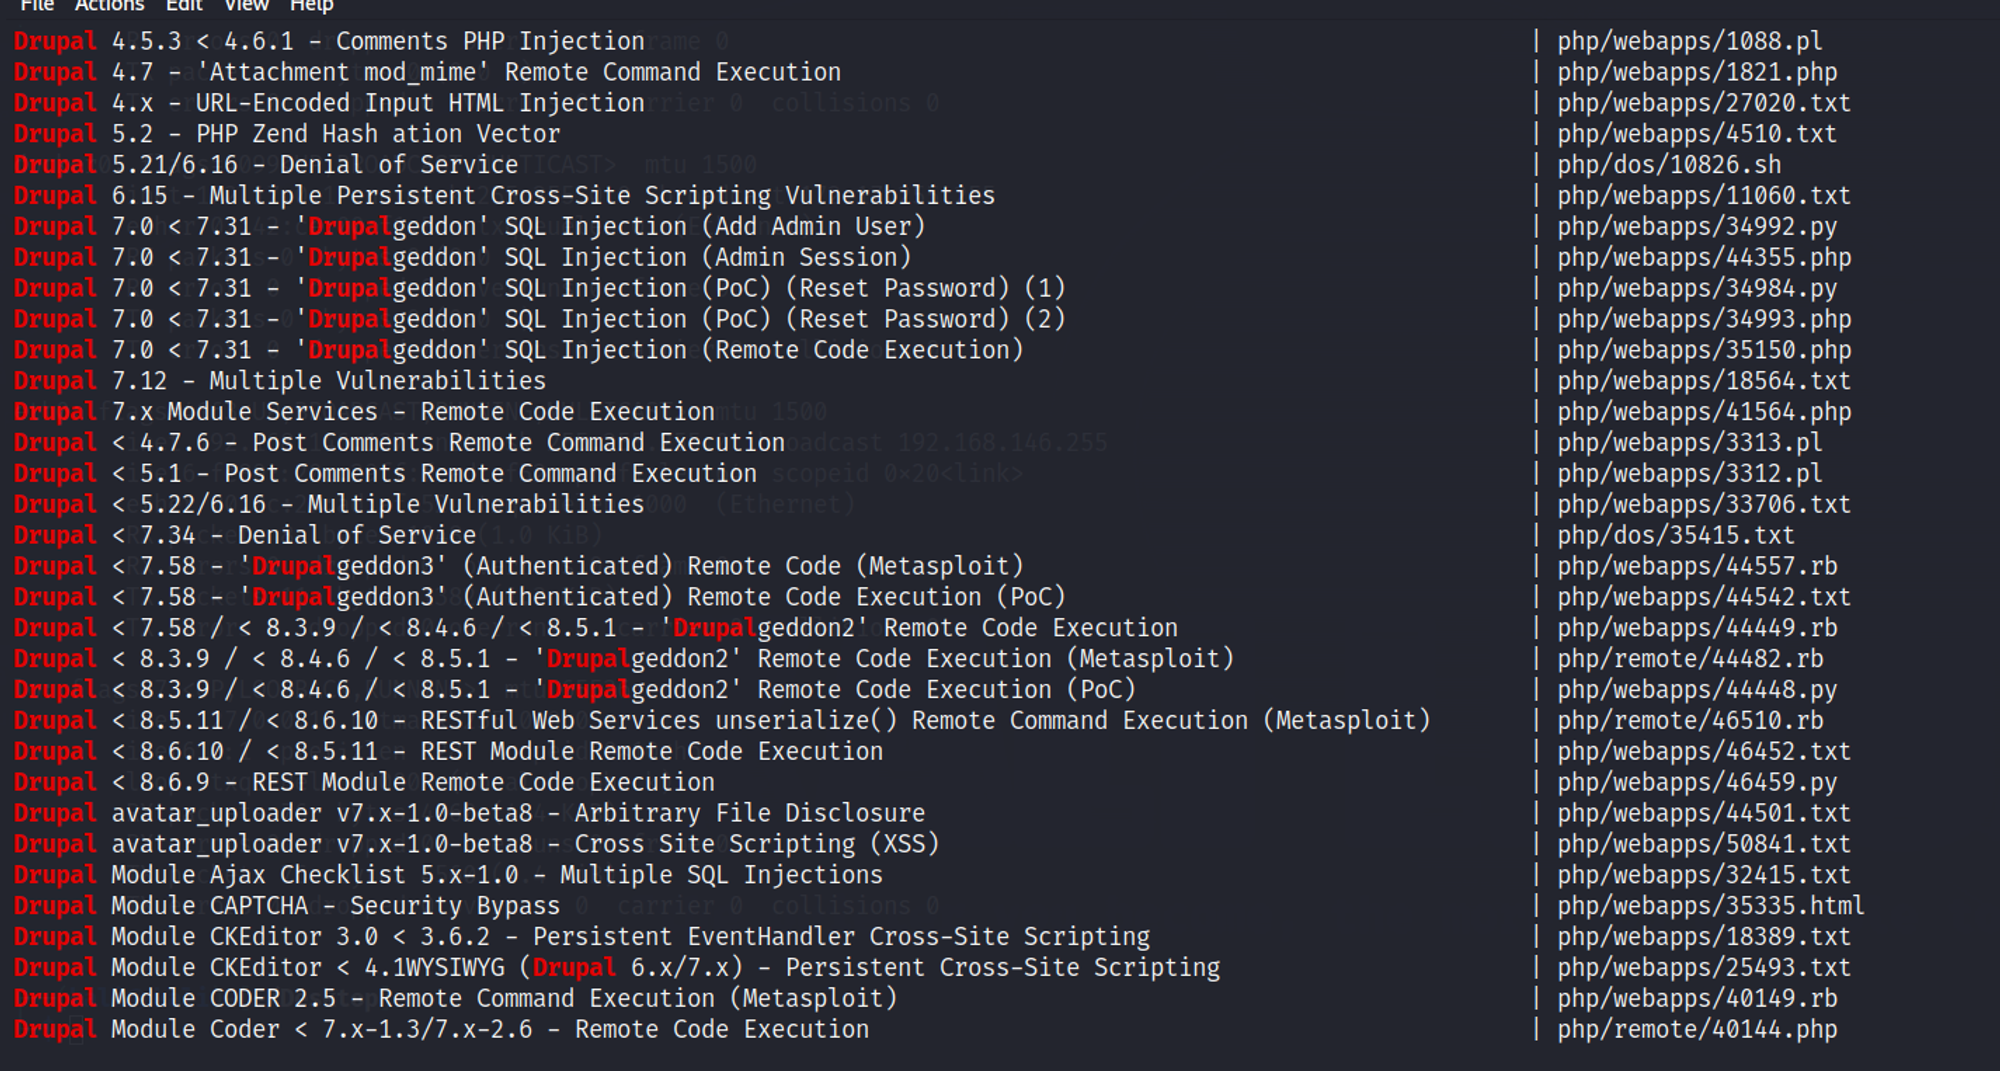 File Actions Edit View Help
Drupal 4.5.3 < 4.6.1 - Comments PHP Injection | php/webapps/1088.pl
Drupal 4.7 - 'Attachment mod_mime' Remote Command Execution | php/webapps/1821.php
Drupal 4.x - URL-Encoded Input HTML Injection | php/webapps/27020.txt
Drupal 5.2 - PHP Zend Hash ation Vector | php/webapps/4510.txt
Drupal 5.21/6.16 - Denial of Service | php/dos/10826.sh
Drupal 6.15 - Multiple Persistent Cross-Site Scripting Vulnerabilities | php/webapps/11060.txt
Drupal 7.0 < 7.31 - 'Drupalgeddon' SQL Injection (Add Admin User) | php/webapps/34992.py
Drupal 7.0 < 7.31 - 'Drupalgeddon' SQL Injection (Admin Session) | php/webapps/44355.php
Drupal 7.0 < 7.31 - 'Drupalgeddon' SQL Injection (PoC) (Reset Password) (1) | php/webapps/34984.py
Drupal 7.0 < 7.31 - 'Drupalgeddon' SQL Injection (PoC) (Reset Password) (2) | php/webapps/34993.php
Drupal 7.0 < 7.31 - 'Drupalgeddon' SQL Injection (Remote Code Execution) | php/webapps/35150.php
Drupal 7.12 - Multiple Vulnerabilities | php/webapps/18564.txt
Drupal 7.x Module Services - Remote Code Execution | php/webapps/41564.php
Drupal < 4.7.6 - Post Comments Remote Command Execution | php/webapps/3313.pl
Drupal < 5.1 - Post Comments Remote Command Execution | php/webapps/3312.pl
Drupal < 5.22/6.16 - Multiple Vulnerabilities | php/webapps/33706.txt
Drupal < 7.34 - Denial of Service | php/dos/35415.txt
Drupal < 7.58 - 'Drupalgeddon3' (Authenticated) Remote Code (Metasploit) | php/webapps/44557.rb
Drupal < 7.58 - 'Drupalgeddon3' (Authenticated) Remote Code Execution (PoC) | php/webapps/44542.txt
Drupal < 7.58 / < 8.3.9 / < 8.4.6 / < 8.5.1 - 'Drupalgeddon2' Remote Code Execution | php/webapps/44449.rb
Drupal < 8.3.9 / < 8.4.6 / < 8.5.1 - 'Drupalgeddon2' Remote Code Execution (Metasploit) | php/remote/44482.rb
Drupal < 8.3.9 / < 8.4.6 / < 8.5.1 - 'Drupalgeddon2' Remote Code Execution (PoC) | php/webapps/44448.py
Drupal < 8.5.11 / < 8.6.10 - RESTful Web Services unserialize() Remote Command Execution (Metasploit) | php/remote/46510.rb
Drupal < 8.6.10 / < 8.5.11 - REST Module Remote Code Execution | php/webapps/46452.txt
Drupal < 8.6.9 - REST Module Remote Code Execution | php/webapps/46459.py
Drupal avatar_uploader v7.x-1.0-beta8 - Arbitrary File Disclosure | php/webapps/44501.txt
Drupal avatar_uploader v7.x-1.0-beta8 - Cross Site Scripting (XSS) | php/webapps/50841.txt
Drupal Module Ajax Checklist 5.x-1.0 - Multiple SQL Injections | php/webapps/32415.txt
Drupal Module CAPTCHA - Security Bypass | php/webapps/35335.html
Drupal Module CKEditor 3.0 < 3.6.2 - Persistent EventHandler Cross-Site Scripting | php/webapps/18389.txt
Drupal Module CKEditor < 4.1WYSIWYG (Drupal 6.x/7.x) - Persistent Cross-Site Scripting | php/webapps/25493.txt
Drupal Module CODER 2.5 - Remote Command Execution (Metasploit) | php/webapps/40149.rb
Drupal Module Coder < 7.x-1.3/7.x-2.6 - Remote Code Execution | php/remote/40144.php